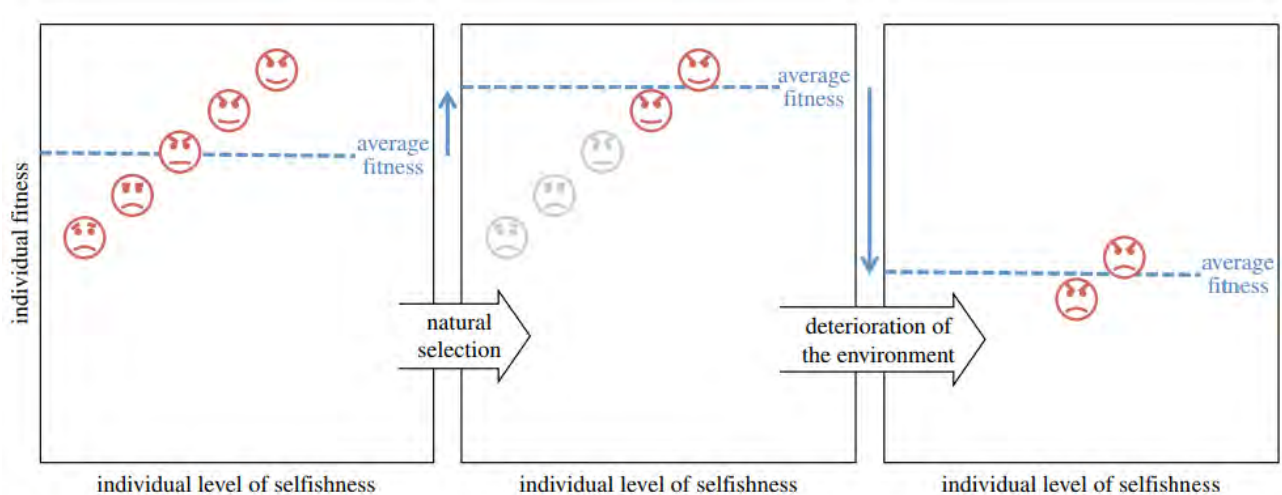 individual fitness
average
fitness
average
fitness
average
fitness
natural
selection
deterioration of
the environment
individual level of selfishness
individual level of selfishness
individual level of selfishness